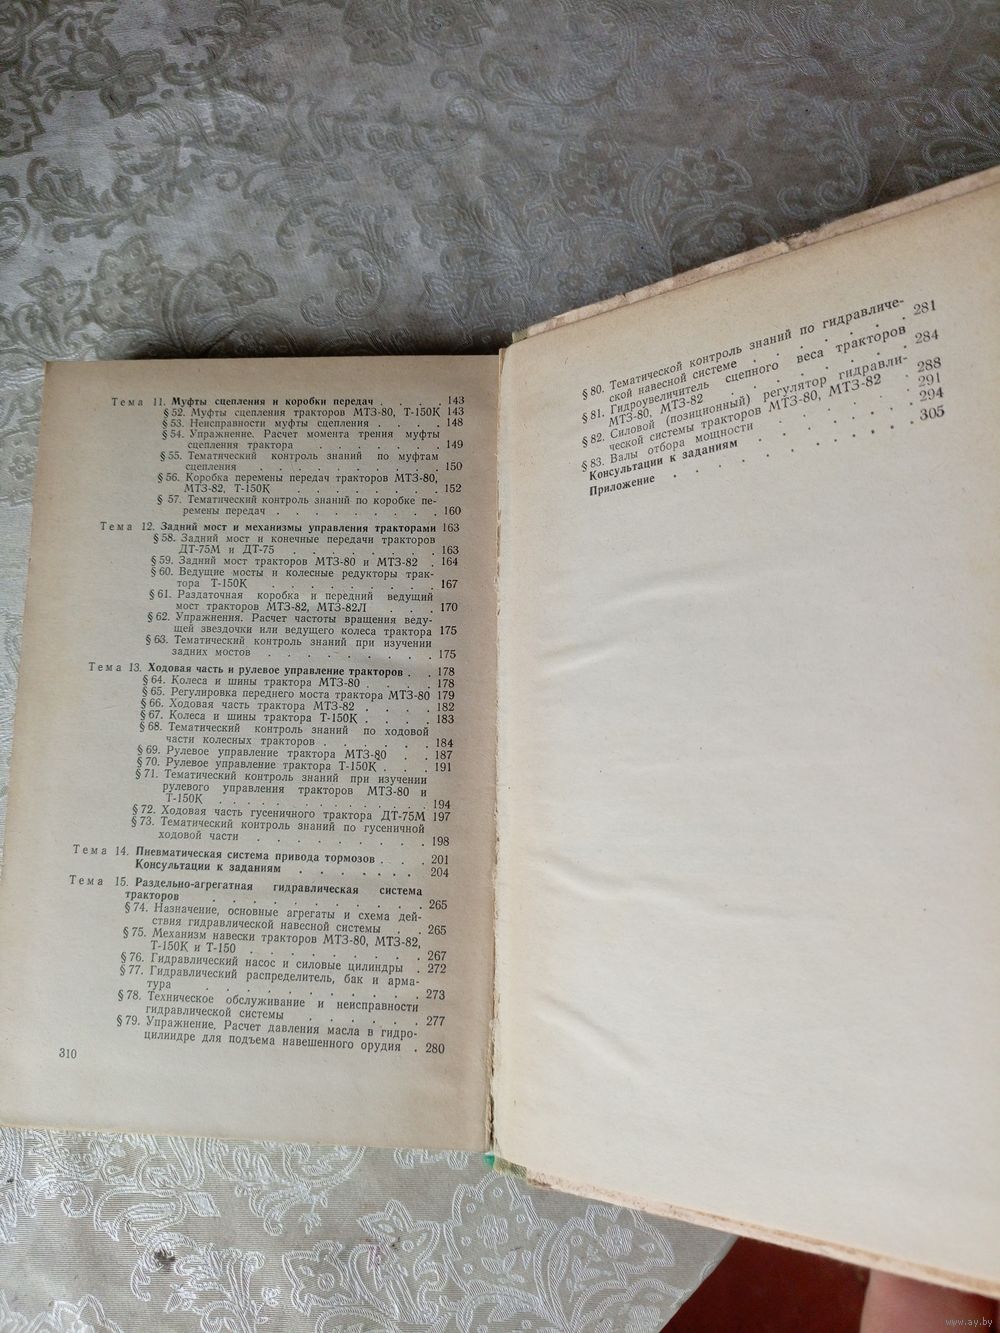 Тема 11. Муфты сцепления и коробки передач . . . . 143
§ 52. Муфты сцепления тракторов МТЗ-80, Т-150К 143
§ 53. Неисправности муфты сцепления . . . . 148
§ 54. Упражнение. Расчет момента трения муфты
сцепления трактора . . . . . . . 149
§ 55. Тематический контроль знаний по муфтам
сцепления . . . . . . . . . 150
§ 56. Коробка перемены передач тракторов МТЗ-80,
МТЗ-82, Т-150К . . . . . . . 152
§ 57. Тематический контроль знаний по коробке пе-
ремены передач . . . . . . . . 160
Тема 12. Задний мост и механизмы управления тракторами 163
§ 58. Задний мост и конечные передачи тракторов
ДТ-75М и ДТ-75 . . . . . . . 163
§ 59. Задний мост тракторов МТЗ-80 и МТЗ-82 . 164
§ 60. Ведущие мосты и колесные редукторы трак-
тора Т-150К . . . . . . . . 167
§ 61. Раздаточная коробка и передний ведущий
мост тракторов МТЗ-82, МТЗ-82Л . . . 170
§ 62. Упражнения. Расчет частоты вращения веду-
щей звездочки или ведущего колеса трактора 175
§ 63. Тематический контроль знаний при изучении
задних мостов . . . . . . . . 175
Тема 13. Ходовая часть и рулевое управление тракторов . . 178
§ 64. Колеса и шины трактора МТЗ-80 . . . . 178
§ 65. Регулировка переднего моста трактора МТЗ-80 179
§ 66. Ходовая часть трактора МТЗ-82 . . . . 182
§ 67. Колеса и шины трактора Т-150К . . . . 183
§ 68. Тематический контроль знаний по ходовой
части колесных тракторов . . . . . . 184
§ 69. Рулевое управление трактора МТЗ-80 . . . 187
§ 70. Рулевое управление трактора Т-150К . . . 191
§ 71. Тематический контроль знаний при изучении
рулевого управления тракторов МТЗ-80 и
Т-150К . . . . . . . . . . 194
§ 72. Ходовая часть гусеничного трактора ДТ-75М 197
§ 73. Тематический контроль знаний по гусеничной
ходовой части . . . . . . . . 198
Тема 14. Пневматическая система привода тормозов . . . 201
Консультации к заданиям . . . . . . 204
Тема 15. Раздельно-агрегатная гидравлическая система
тракторов . . . . . . . . . . 265
§ 74. Назначение, основные агрегаты и схема дей-
ствия гидравлической навесной системы . . 265
§ 75. Механизм навески тракторов МТЗ-80, МТЗ-82,
Т-150К и Т-150 . . . . . . . . 267
§ 76. Гидравлический насос и силовые цилиндры . 272
§ 77. Гидравлический распределитель, бак и арма-
тура . . . . . . . . . . 273
§ 78. Техническое обслуживание и неисправности
гидравлической системы . . . . . . 277
§ 79. Упражнение. Расчет давления масла в гидро-
цилиндре для подъема навешенного орудия . 280
310
§ 80. Тематической контроль знаний по гидравличе-
ской навесной системе . . . . . . 281
§ 81. Гидроувеличитель сцепного веса тракторов
МТЗ-80, МТЗ-82 . . . . . . . 284
§ 82. Силовой (позиционный) регулятор гидравли-
ческой системы тракторов МТЗ-80, МТЗ-82 . 288
§ 83. Валы отбора мощности . . . . . . 291
Консультации к заданиям . . . . . . 294
Приложение . . . . . . . . . 305
www.ay.by